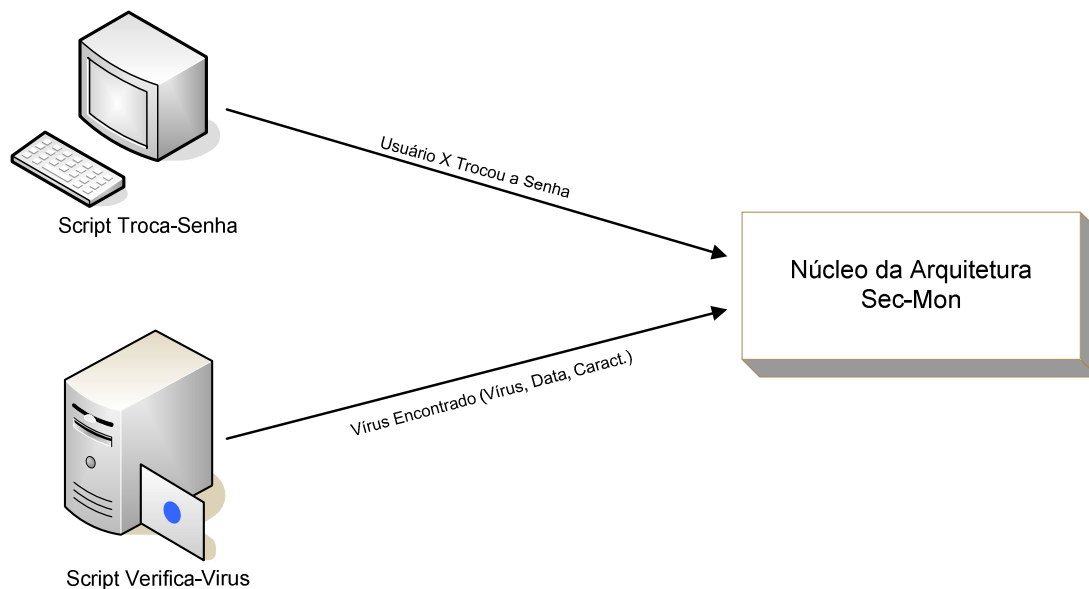 Usuário X Trocou a Senha
Script Troca-Senha
Núcleo da Arquitetura
Sec-Mon
Vírus Encontrado (Vírus, Data, Caract.)
Script Verifica-Virus